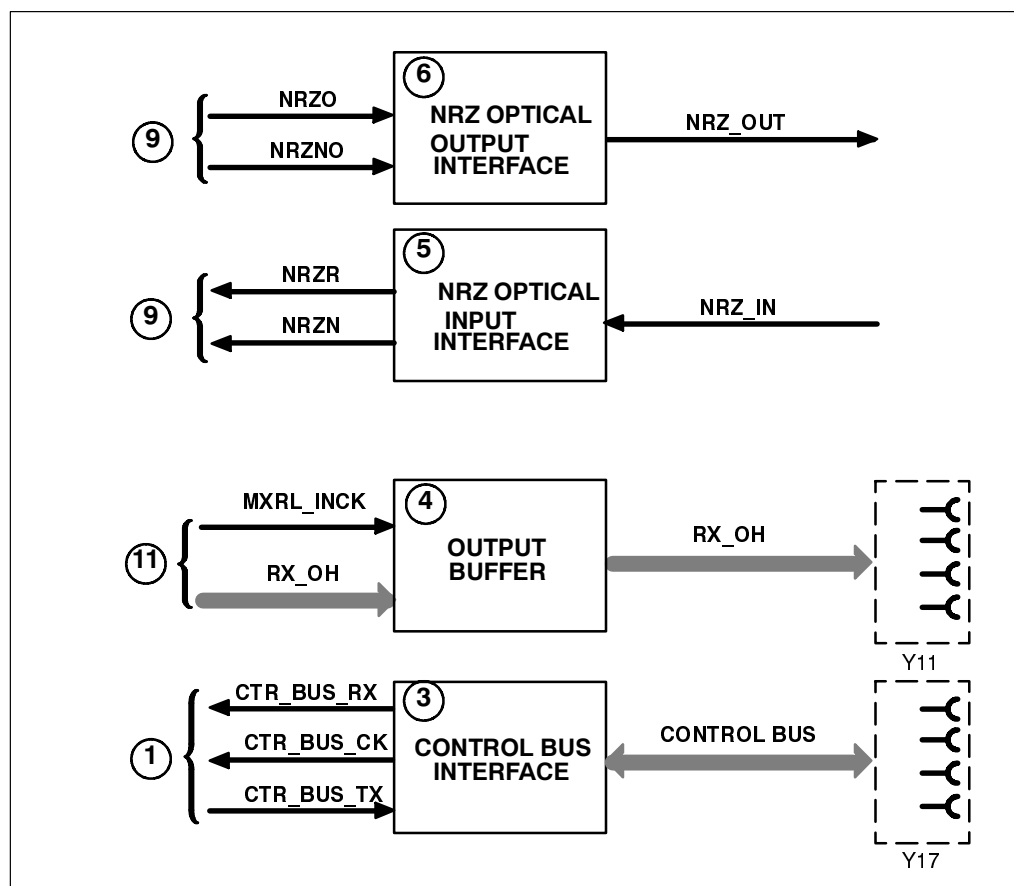 6
NRZO
NRZ OPTICAL
NRZ_OUT
9
OUTPUT
NRZNO
INTERFACE
5
NRZR
NRZ OPTICAL
NRZ_IN
9
INPUT
NRZN
INTERFACE
MXRL_INCK
4
OUTPUT
BUFFER
RX_OH
11
RX_OH
Y11
CTR_BUS_RX
3
CONTROL BUS
INTERFACE
CONTROL BUS
1
CTR_BUS_CK
CTR_BUS_TX
Y17